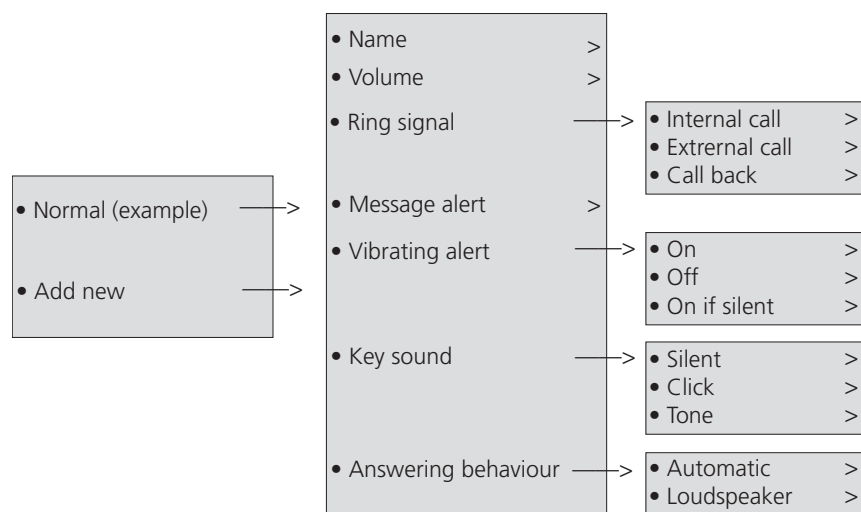 • Normal (example) >
• Add new >
• Name >
• Volume >
• Ring signal >
• Message alert >
• Vibrating alert >
• Key sound >
• Answering behaviour >
• Internal call >
• Extrernal call >
• Call back >
• On >
• Off >
• On if silent >
• Silent >
• Click >
• Tone >
• Automatic >
• Loudspeaker >